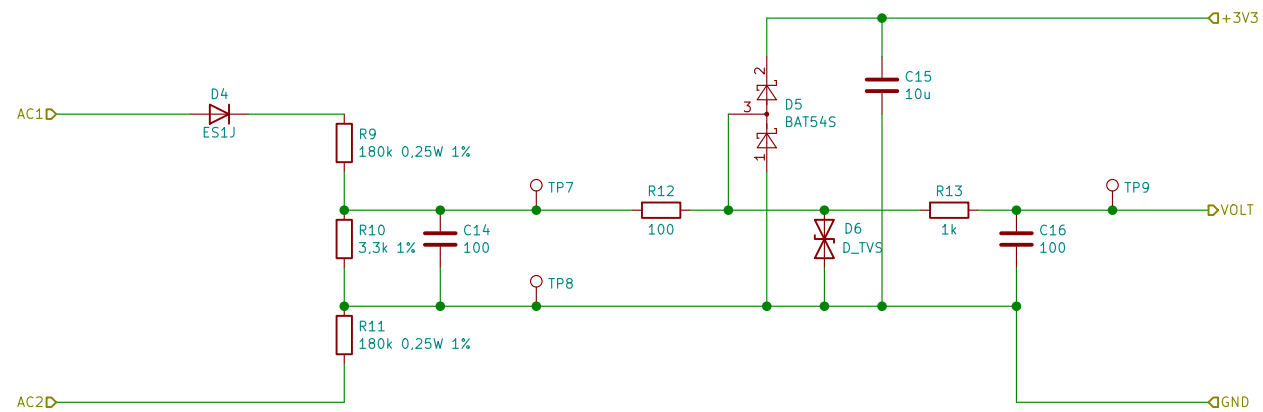 +3V3
2
C15
10u
D4
AC1
ES1J
3
D5
BAT54S
R9
180k 0,25W 1%
1
TP7
R12
100
R13
1k
TP9
VOLT
R10
3,3k 1%
C14
100
D6
D_TVS
C16
100
TP8
R11
180k 0,25W 1%
AC2
GND